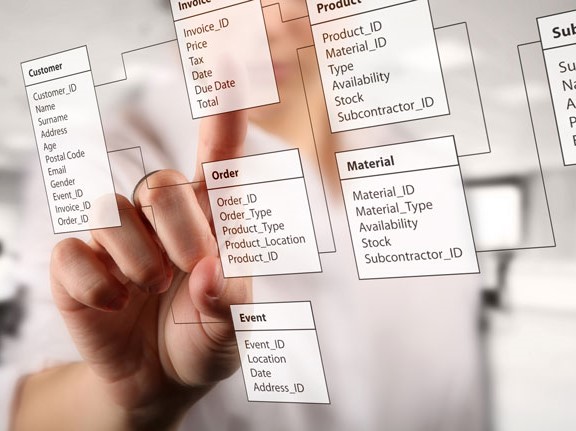 Customer
Customer_ID
Name
Surname
Address
Age
Postal Code
Email
Gender
Event_ID
Invoice_ID
Order_ID
Invoice
Invoice_ID
Price
Tax
Date
Due Date
Total
Product
Product_ID
Material_ID
Type
Availability
Stock
Subcontractor_ID
Order
Order_ID
Order_Type
Product_Type
Product_Location
Product_ID
Material
Material_ID
Material_Type
Availability
Stock
Subcontractor_ID
Event
Event_ID
Location
Date
Address_ID
Sub
Su
Na
A
P
E